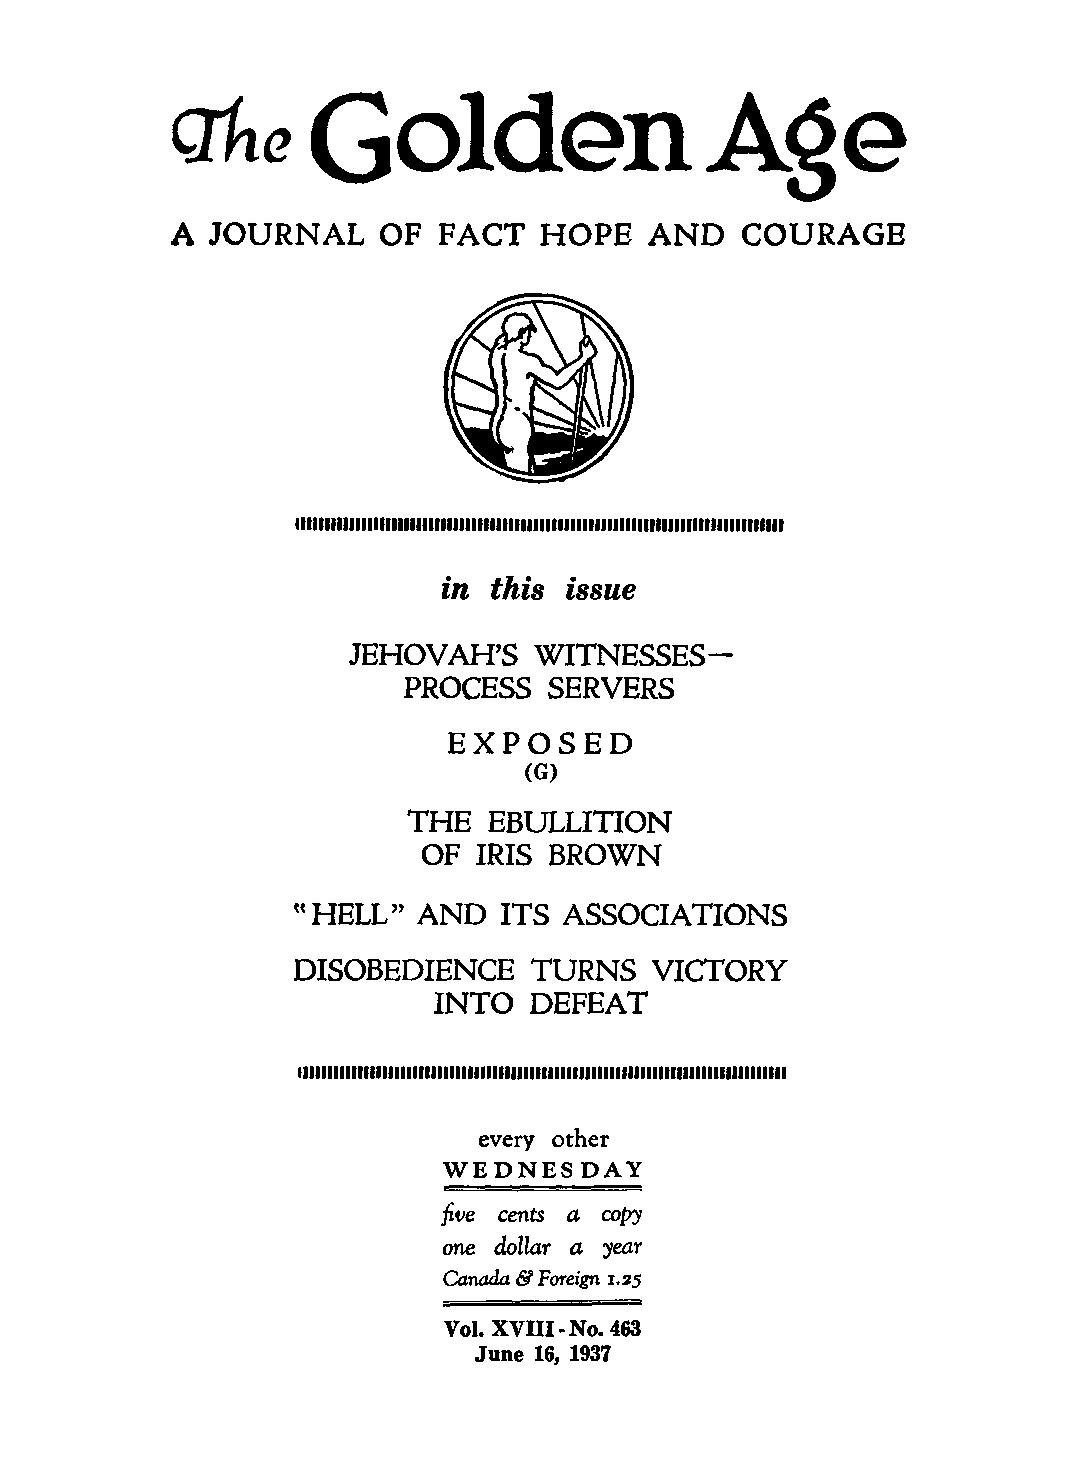 The Golden Age
A JOURNAL OF FACT HOPE AND COURAGE
in this issue
JEHOVAH'S WITNESSES—
PROCESS SERVERS
EXPOSED
(G)
THE EBULLITION
OF IRIS BROWN
"HELL" AND ITS ASSOCIATIONS
DISOBEDIENCE TURNS VICTORY
INTO DEFEAT
every other
WEDNESDAY
five cents a copy
one dollar a year
Canada & Foreign 1.25
Vol. XVIII - No. 463
June 16, 1937